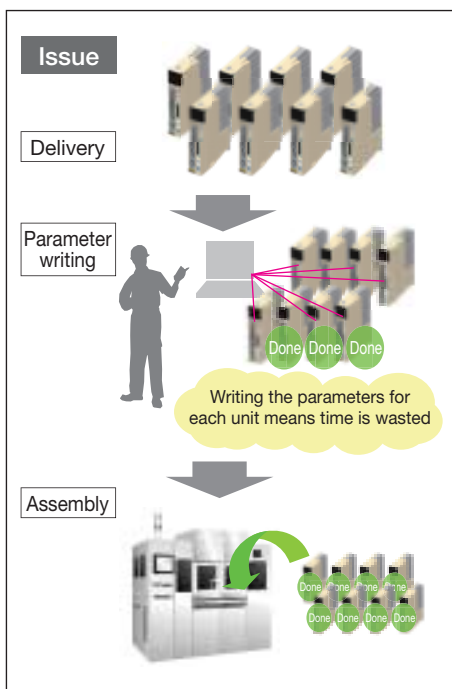 Issue
Delivery
Parameter
writing
Done Done Done
Writing the parameters for
each unit means time is wasted
Assembly
Done Done Done Done
Done Done Done Done